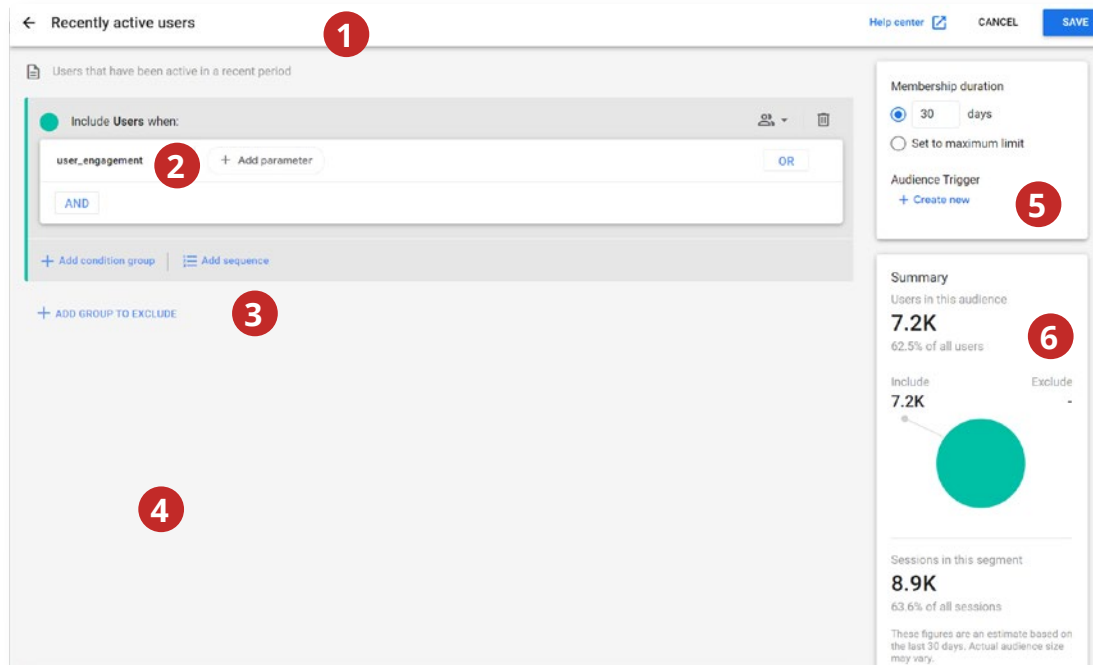 Recently active users
1
Help center
CANCEL
SAVE
Users that have been active in a recent period
Include Users when:
user_engagement
2
+ Add parameter
OR
AND
+ Add condition group
Add sequence
+ ADD GROUP TO EXCLUDE
3
4
Membership duration
30 days
Set to maximum limit
Audience Trigger
+ Create new
5
Summary
Users in this audience
7.2K
62.5% of all users
6
Include Exclude
7.2K -
Sessions in this segment
8.9K
63.6% of all sessions
These figures are an estimate based on
the last 30 days. Actual audience size
may vary.